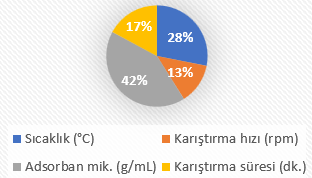 17%
28%
13%
42%
Sıcaklık (°C)
Karıştırma hızı (rpm)
Adsorban mik. (g/mL)
Karıştırma süresi (dk.)